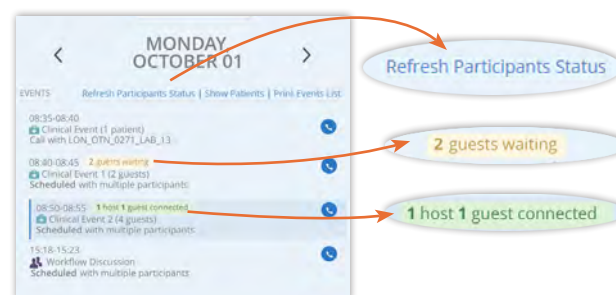 MONDAY
OCTOBER 01
EVENTS Refresh Participants Status | Show Patients | Print Events List
08:35-08:40
Clinical Event (1 patient)
Call with LON_OTN_0271_LAB_13
08:40-08:45 2 guests waiting
Clinical Event 1 (2 guests)
Scheduled with multiple participants
08:50-08:55 1 host 1 guest connected
Clinical Event 2 (4 guests)
Scheduled with multiple participants
15:18-15:23
Workflow Discussion
Scheduled with multiple participants
Refresh Participants Status
2 guests waiting
1 host 1 guest connected